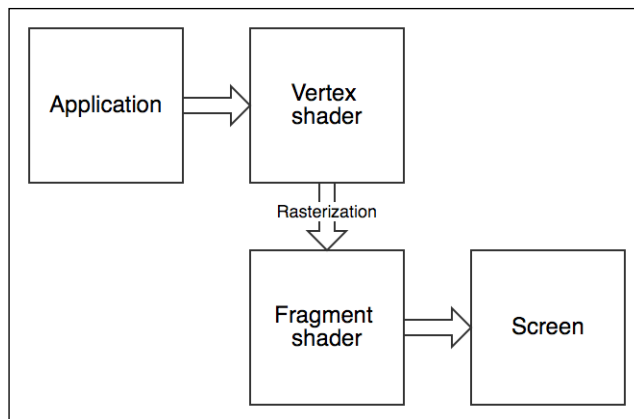 Application
Vertex
shader
Rasterization
Fragment
shader
Screen